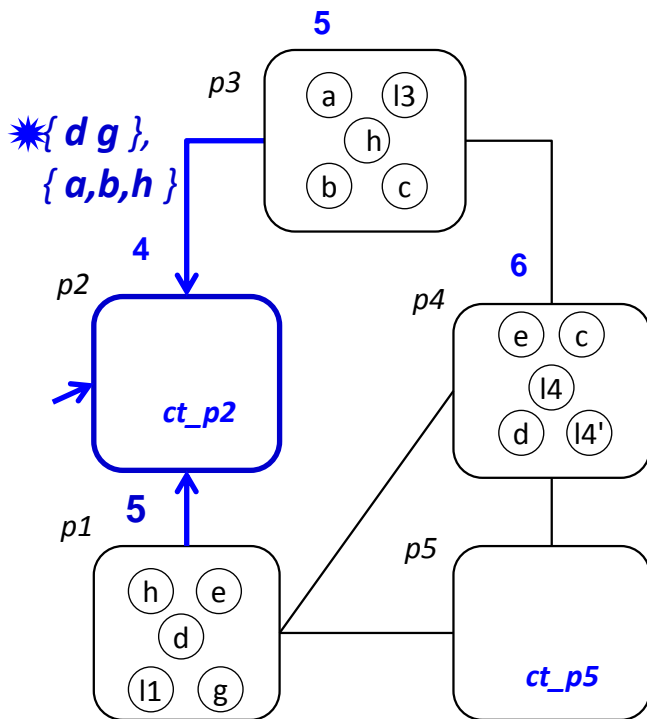 5
p3
a l3
h
b c
{ d g },
{ a,b,h }
4
6
p2
p4
e c
l4
d l4'
ct_p2
5
p1
p5
h e
d
l1 g
ct_p5